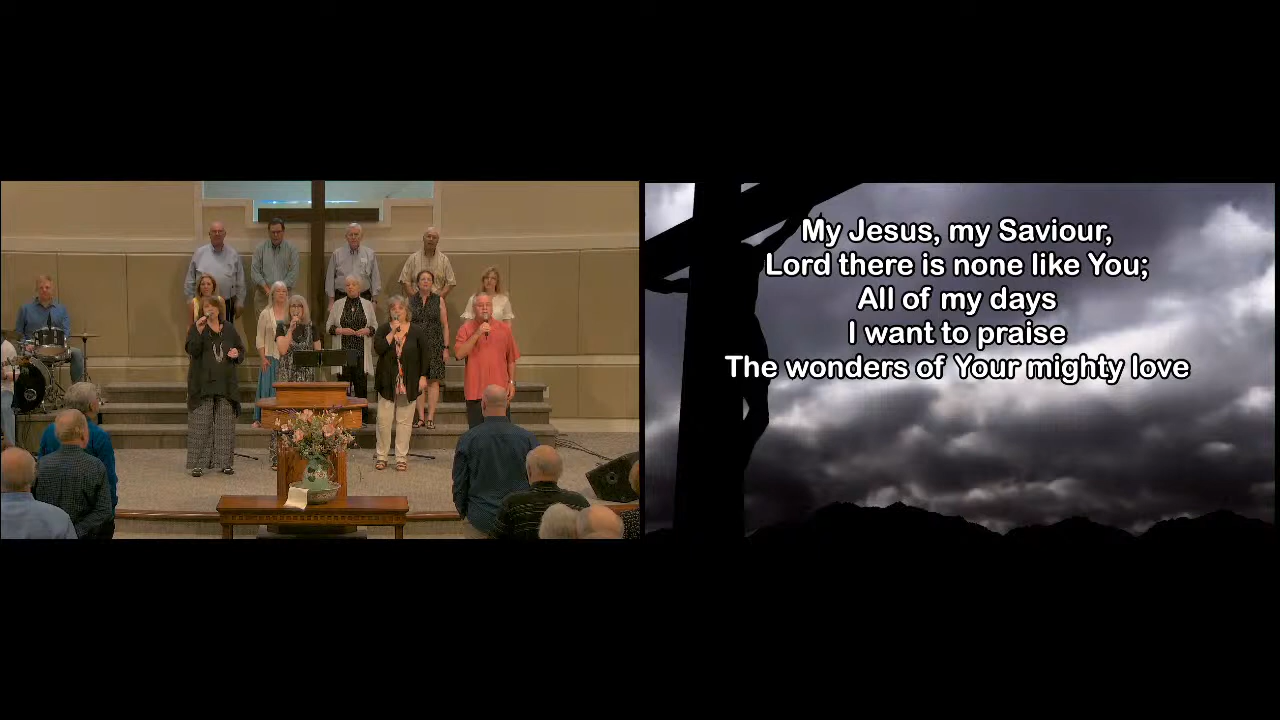 My Jesus, my Saviour,
Lord there is none like You;
All of my days
I want to praise
The wonders of Your mighty love